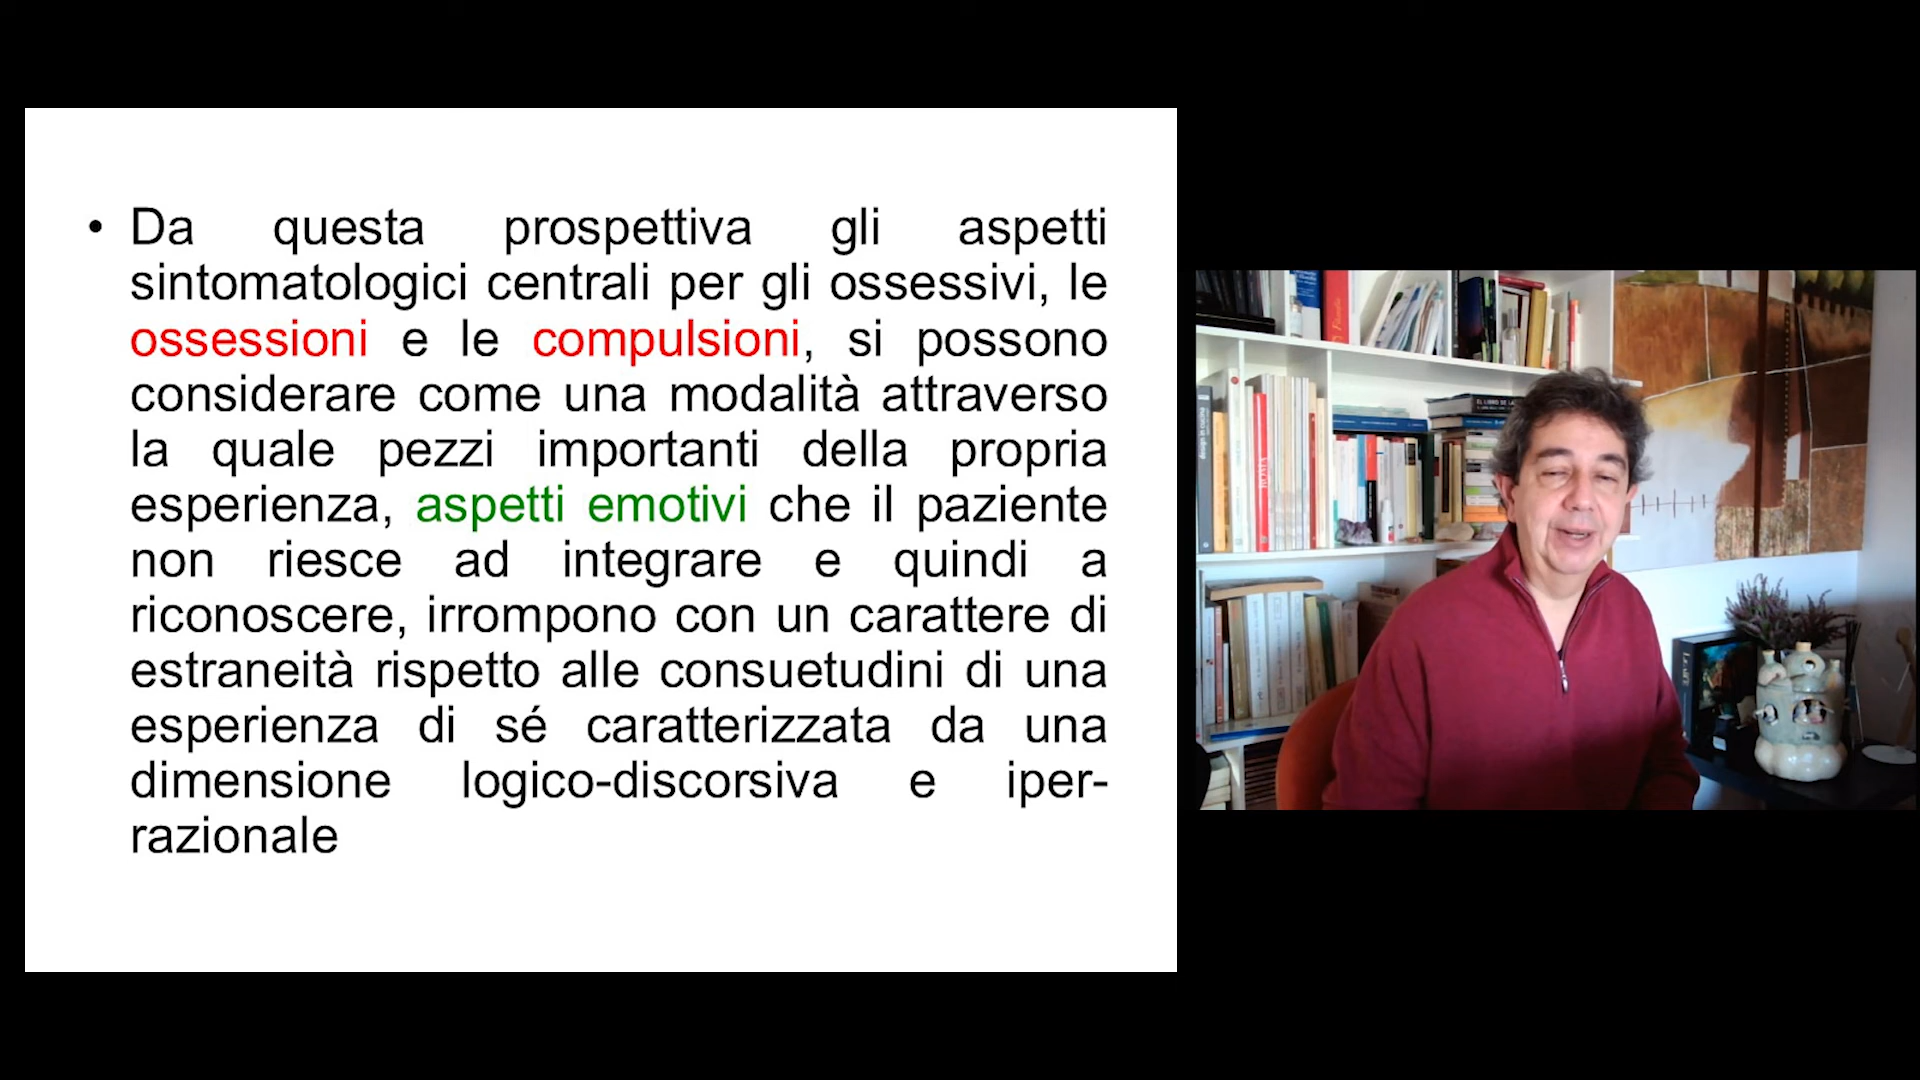 • Da questa prospettiva gli aspetti
sintomatologici centrali per gli ossessivi, le
ossessioni e le compulsioni, si possono
considerare come una modalità attraverso
la quale pezzi importanti della propria
esperienza, aspetti emotivi che il paziente
non riesce ad integrare e quindi a
riconoscere, irrompono con un carattere di
estraneità rispetto alle consuetudini di una
esperienza di sé caratterizzata da una
dimensione logico-discorsiva e iper-
razionale